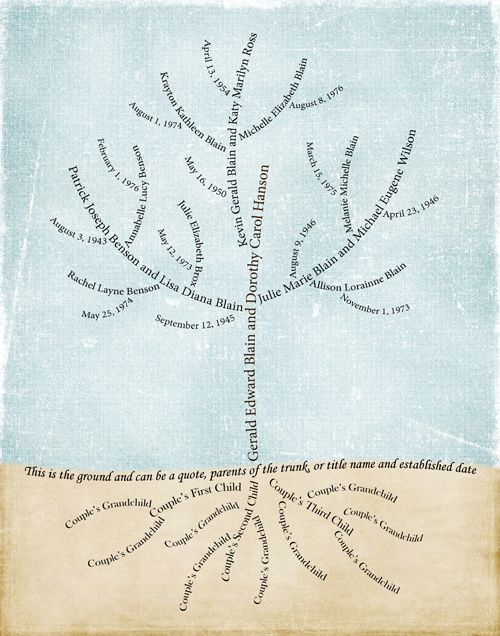 April 13, 1954
Kevin Gerald Blain and Katy Marilyn Ross
Krayton Kathleen Blain
August 1, 1974
Michelle Elizabeth Blain
August 8, 1976
May 16, 1950
February 1, 1976
Annabelle Lucy Benson
Patrick Joseph Benson and Lisa Diana Blain
August 3, 1943
Julie Elizabeth Brox
May 12, 1973
Rachel Layne Benson
May 25, 1974
September 12, 1945
March 15, 1975
Melanie Michelle Blain
Julie Marie Blain and Michael Eugene Wilson
April 23, 1946
August 9, 1946
Allison Lorainne Blain
November 1, 1973
Gerald Edward Blain and Dorothy Carol Hanson
This is the ground and can be a quote, parents of the trunk, or title name and established date
Couple's First Child
Couple's Grandchild
Couple's Grandchild
Couple's Grandchild
Couple's Second Child
Couple's Grandchild
Couple's Grandchild
Couple's Grandchild
Couple's Third Child
Couple's Grandchild
Couple's Grandchild
Couple's Grandchild